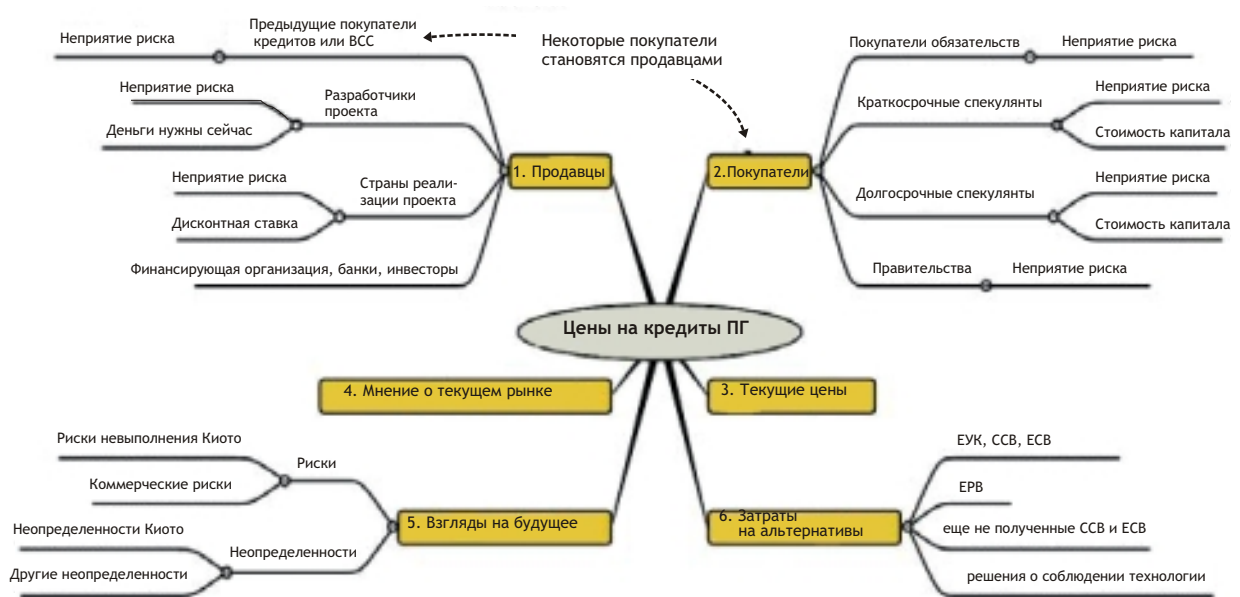 Предыдущие покупатели
кредитов или ВСС
Неприятие риска
Некоторые покупатели
становятся продавцами
Неприятие риска
Разработчики
проекта
Деньги нужны сейчас
1. Продавцы
Неприятие риска
Страны реали-
зации проекта
Дисконтная ставка
Финансирующая организация, банки, инвесторы
Покупатели обязательств
Неприятие риска
Краткосрочные спекулянты
Неприятие риска
Стоимость капитала
2.Покупатели
Долгосрочные спекулянты
Неприятие риска
Стоимость капитала
Правительства
Неприятие риска
Цены на кредиты ПГ
4. Мнение о текущем рынке
3. Текущие цены
Риски невыполнения Киото
Риски
Коммерческие риски
5. Взгляды на будущее
Неопределенности Киото
Неопределенности
Другие неопределенности
6. Затраты
на альтернативы
ЕУК, ССВ, ЕСВ
ЕРВ
еще не полученные ССВ и ЕСВ
решения о соблюдении технологии